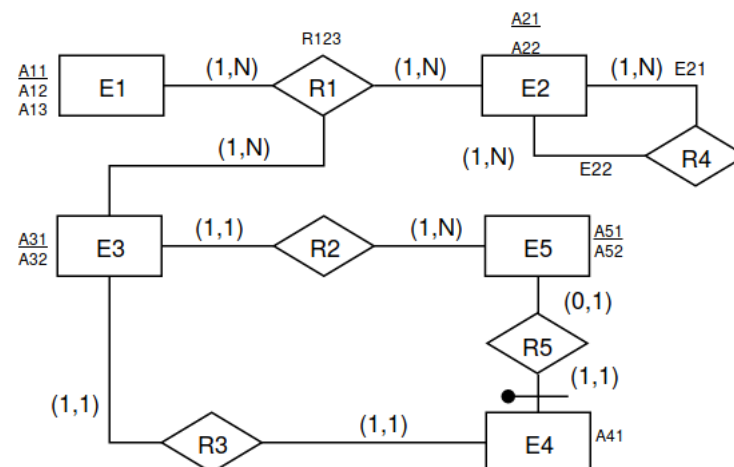 A21
R123
A22
A11
A12
A13
E1
(1,N)
R1
(1,N)
E2
(1,N)
E21
(1,N)
(1,N)
E22
R4
A31
A32
E3
(1,1)
R2
(1,N)
E5
A51
A52
(0,1)
R5
(1,1)
(1,1)
R3
(1,1)
E4
A41